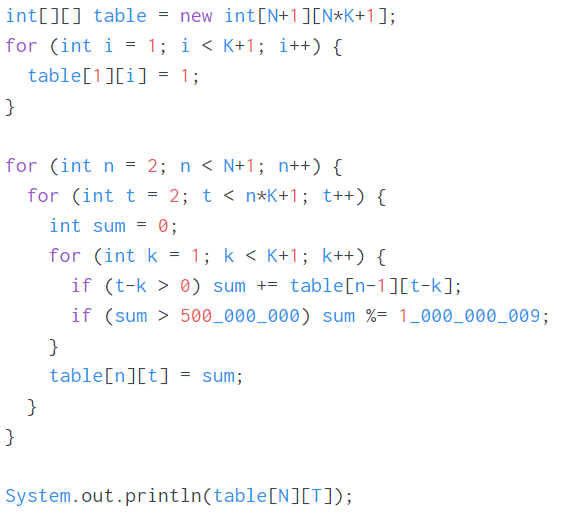 int[][] table = new int[N+1][N*K+1];
for (int i = 1; i < K+1; i++) {
  table[1][i] = 1;
}

for (int n = 2; n < N+1; n++) {
  for (int t = 2; t < n*K+1; t++) {
    int sum = 0;
    for (int k = 1; k < K+1; k++) {
      if (t-k > 0) sum += table[n-1][t-k];
      if (sum > 500_000_000) sum %= 1_000_000_009;
    }
    table[n][t] = sum;
  }
}

System.out.println(table[N][T]);